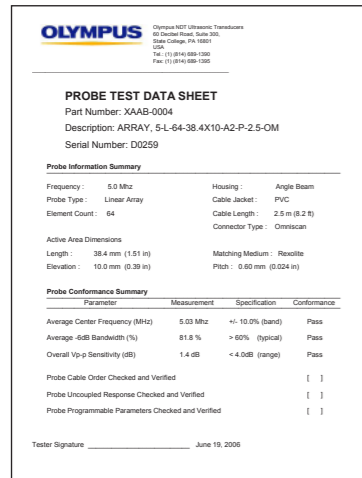 OLYMPUS
Olympus NDT Ultrasonic Transducers
60 Decibel Road, Suite 300,
State College, PA 16801
USA
Tel.: (1) (814) 689-1390
Fax: (1) (814) 689-1395
PROBE TEST DATA SHEET
Part Number: XAAB-0004
Description: ARRAY, 5-L-64-38.4X10-A2-P-2.5-OM
Serial Number: D0259
Probe Information Summary
Frequency : 5.0 Mhz Housing : Angle Beam
Probe Type : Linear Array Cable Jacket : PVC
Element Count : 64 Cable Length : 2.5 m (8.2 ft)
Connector Type : Omniscan
Active Area Dimensions
Length : 38.4 mm (1.51 in) Matching Medium : Rexolite
Elevation : 10.0 mm (0.39 in) Pitch : 0.60 mm (0.024 in)
Probe Conformance Summary
Parameter Measurement Specification Conformance
Average Center Frequency (MHz) 5.03 Mhz +/- 10.0% (band) Pass
Average -6dB Bandwidth (%) 81.8 % > 60% (typical) Pass
Overall Vp-p Sensitivity (dB) 1.4 dB < 4.0dB (range) Pass
Probe Cable Order Checked and Verified [ ]
Probe Uncoupled Response Checked and Verified [ ]
Probe Programmable Parameters Checked and Verified [ ]
Tester Signature ____________________________ June 19, 2006